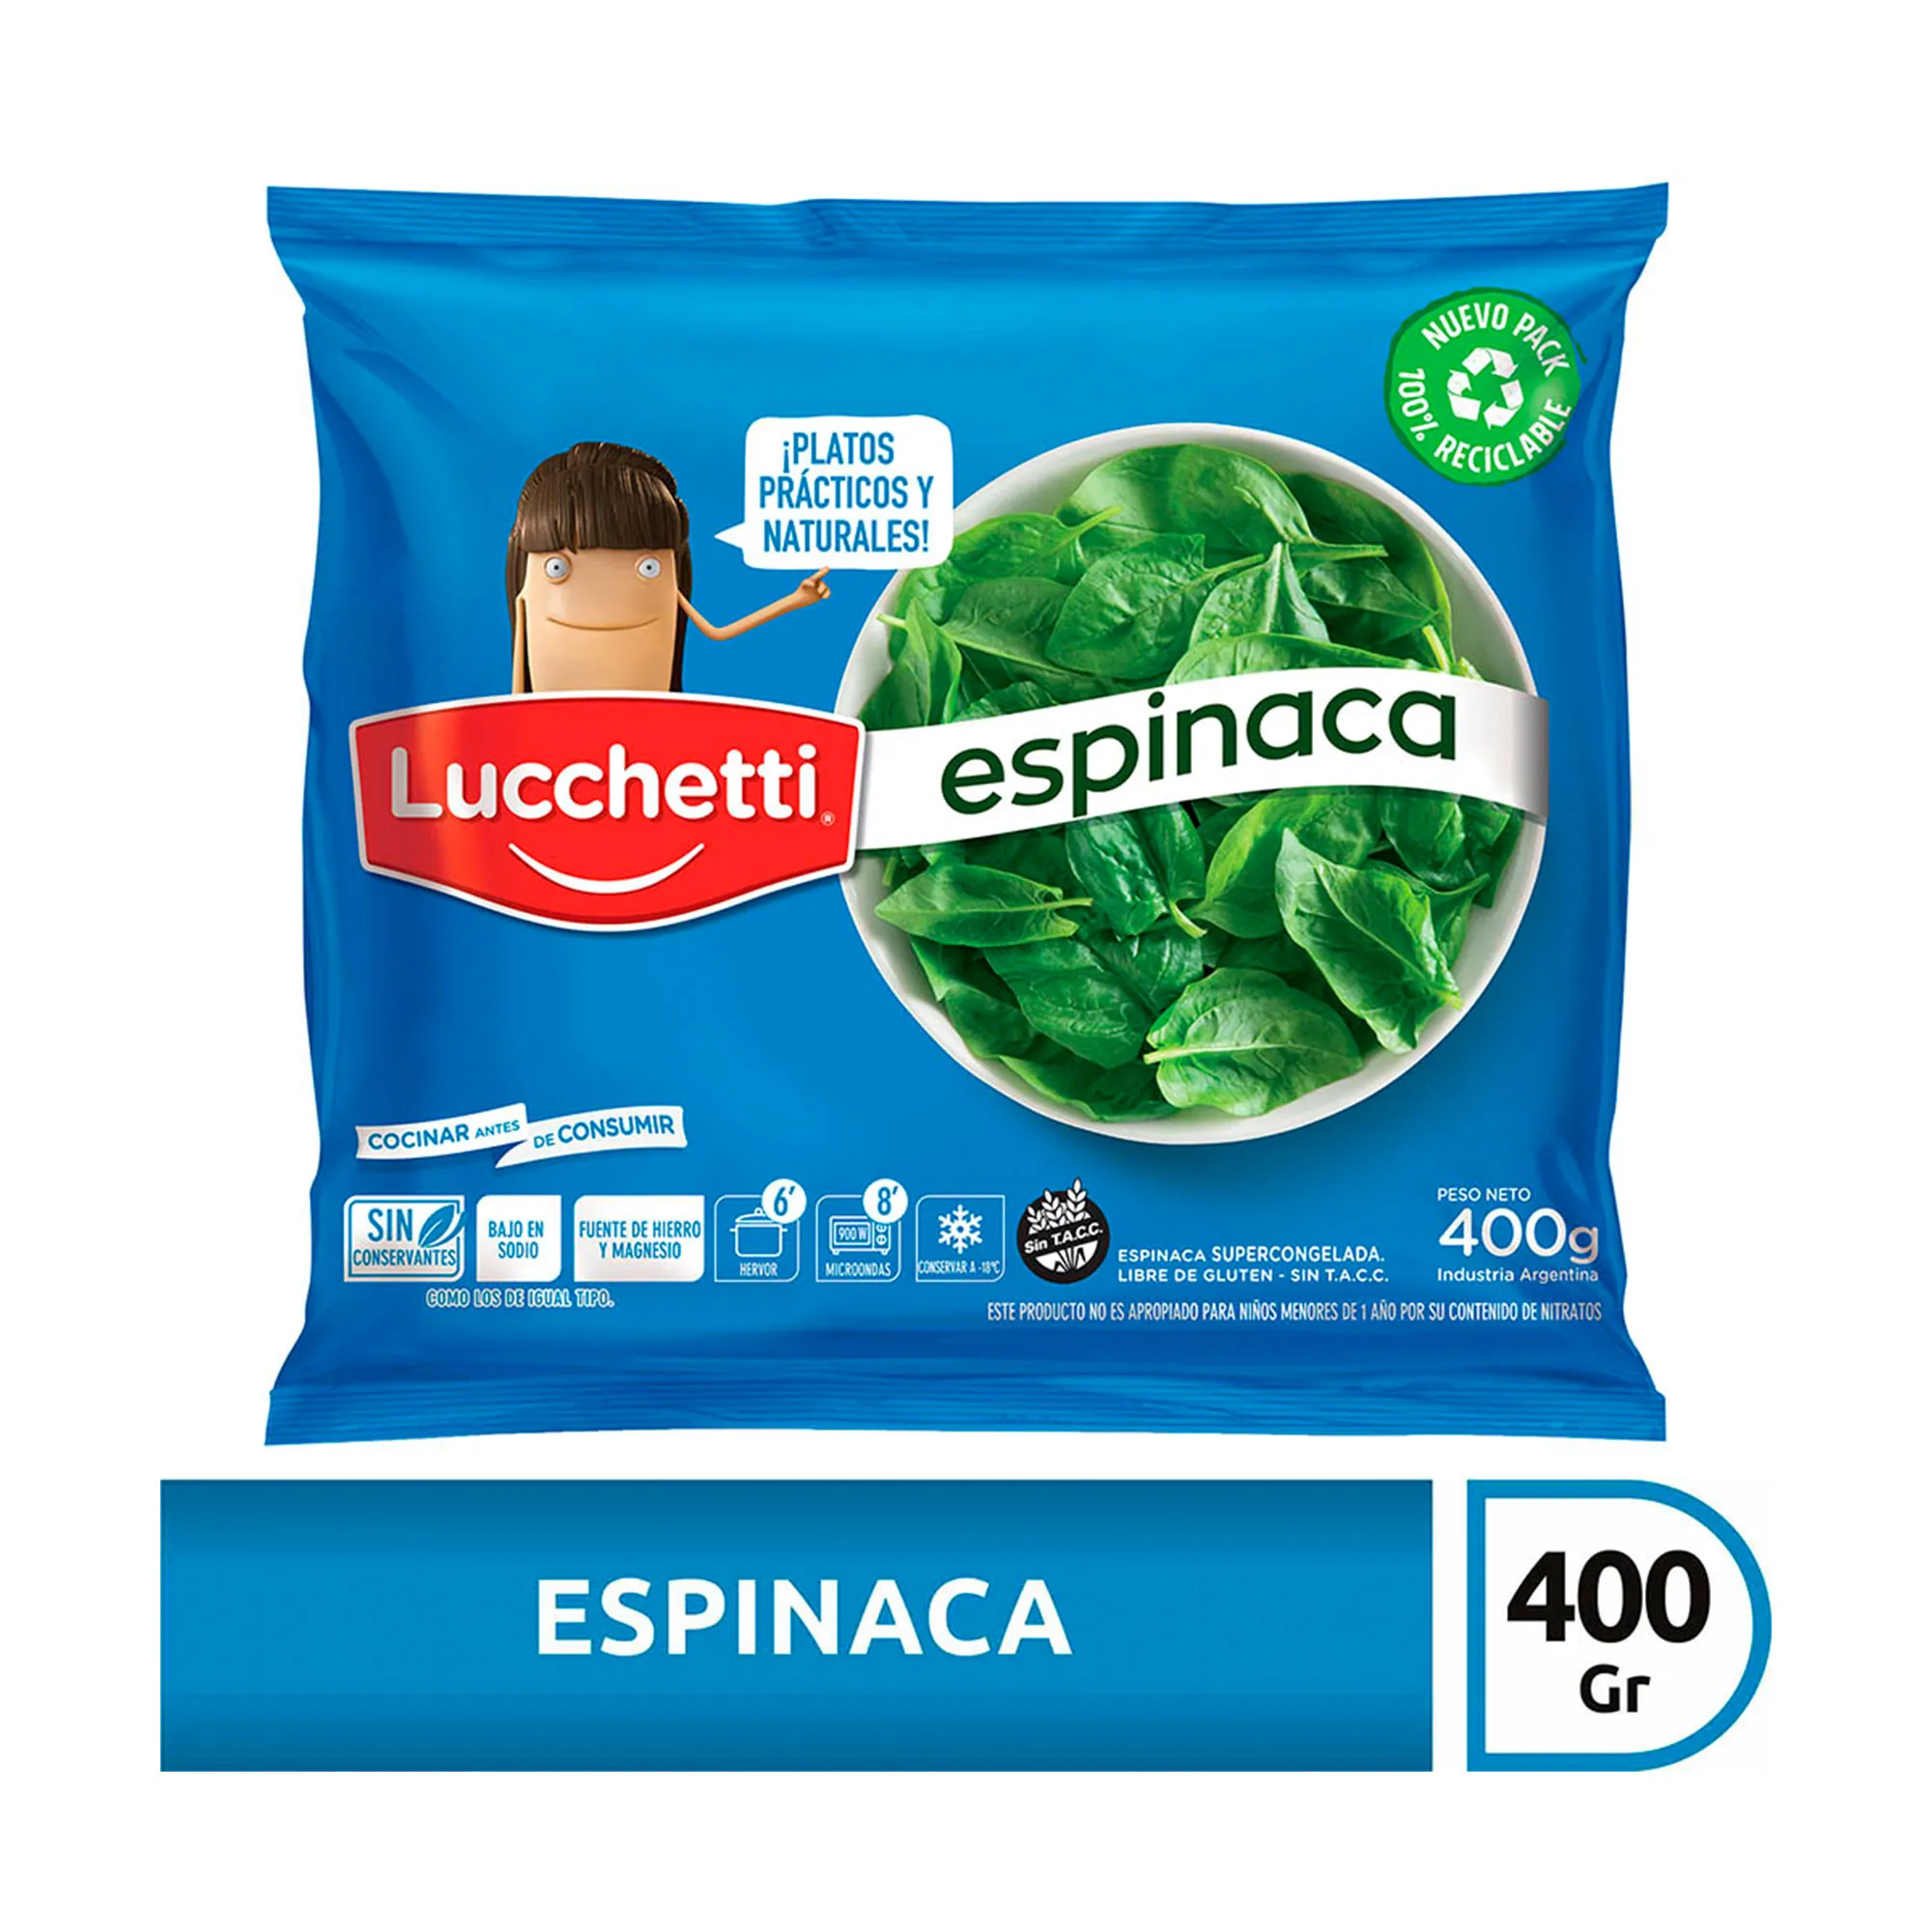 NUEVO PACK
100% RECICLABLE
¡PLATOS
PRÁCTICOS Y
NATURALES!
Lucchetti®
espinaca
COCINAR ANTES DE CONSUMIR
SIN
CONSERVANTES
BAJO EN
SODIO
FUENTE DE HIERRO
Y MAGNESIO
6'
HERVOR
8'
900 W
MICROONDAS
CONSERVAR A -18°C
COMO LOS DE IGUAL TIPO.
Sin T.A.C.C.
ESPINACA SUPERCONGELADA.
LIBRE DE GLUTEN - SIN T.A.C.C.
PESO NETO
400g
Industria Argentina
ESTE PRODUCTO NO ES APROPIADO PARA NIÑOS MENORES DE 1 AÑO POR SU CONTENIDO DE NITRATOS
ESPINACA
400
Gr